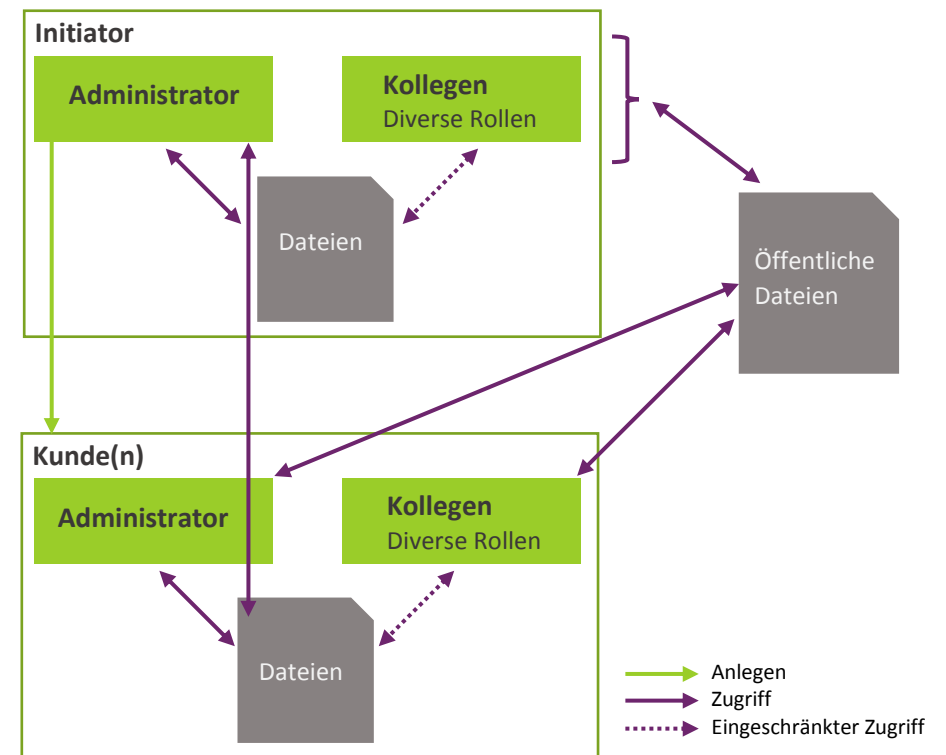 Initiator
Administrator
Kollegen
Diverse Rollen
Dateien
Öffentliche
Dateien
Kunde(n)
Administrator
Kollegen
Diverse Rollen
Dateien
Anlegen
Zugriff
Eingeschränkter Zugriff